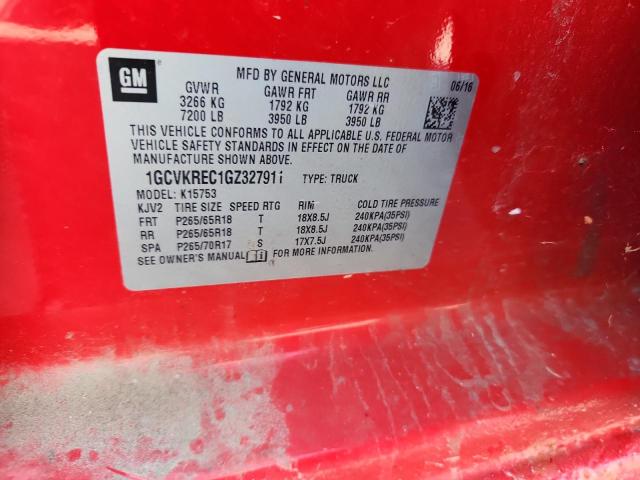 GM
MFD BY GENERAL MOTORS LLC
06/16
GVWR GAWR FRT GAWR RR
3266 KG 1792 KG 1792 KG
7200 LB 3950 LB 3950 LB
THIS VEHICLE CONFORMS TO ALL APPLICABLE U.S. FEDERAL MOTOR
VEHICLE SAFETY STANDARDS IN EFFECT ON THE DATE OF
MANUFACTURE SHOWN ABOVE.
1GCVKREC1GZ32791i TYPE: TRUCK
MODEL: K15753
KJV2 TIRE SIZE SPEED RTG RIM COLD TIRE PRESSURE
FRT P265/65R18 T 18X8.5J 240KPA(35PSI)
RR P265/65R18 T 18X8.5J 240KPA(35PSI)
SPA P265/70R17 S 17X7.5J 240KPA(35PSI)
SEE OWNER'S MANUAL FOR MORE INFORMATION.